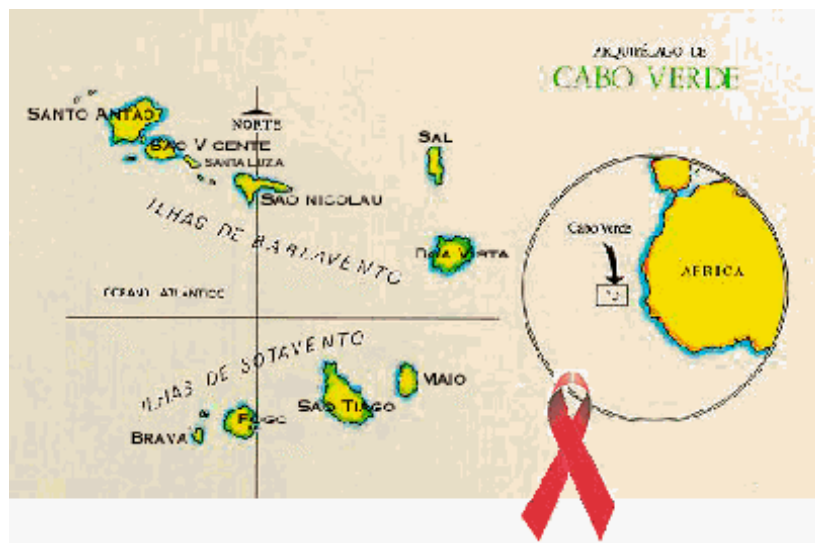 ARQUIPÉLAGO DE
CABO VERDE
SANTO ANTÃO
NORTE
SÃO VICENTE
SANTA LUZIA
SAL
SÃO NICOLAU
ILHAS DE BARLAVENTO
BOA VISTA
Cabo Verde
AFRICA
OCEANO ATLÂNTICO
ILHAS DE SOTAVENTO
MAIO
SÃO TIAGO
FOGO
BRAVA